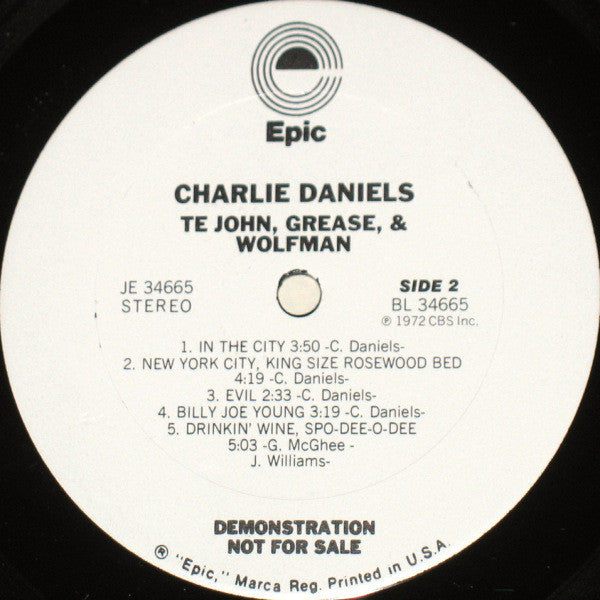 Epic
CHARLIE DANIELS
TE JOHN, GREASE, &
WOLFMAN
JE 34665
STEREO
SIDE 2
BL 34665
℗ 1972 CBS Inc.
1. IN THE CITY 3:50 -C. Daniels-
2. NEW YORK CITY, KING SIZE ROSEWOOD BED
4:19 -C. Daniels-
3. EVIL 2:33 -C. Daniels-
4. BILLY JOE YOUNG 3:19 -C. Daniels-
5. DRINKIN' WINE, SPO-DEE-O-DEE
5:03 -G. McGhee -
J. Williams-
DEMONSTRATION
NOT FOR SALE
® "Epic," Marca Reg. Printed in U.S.A.